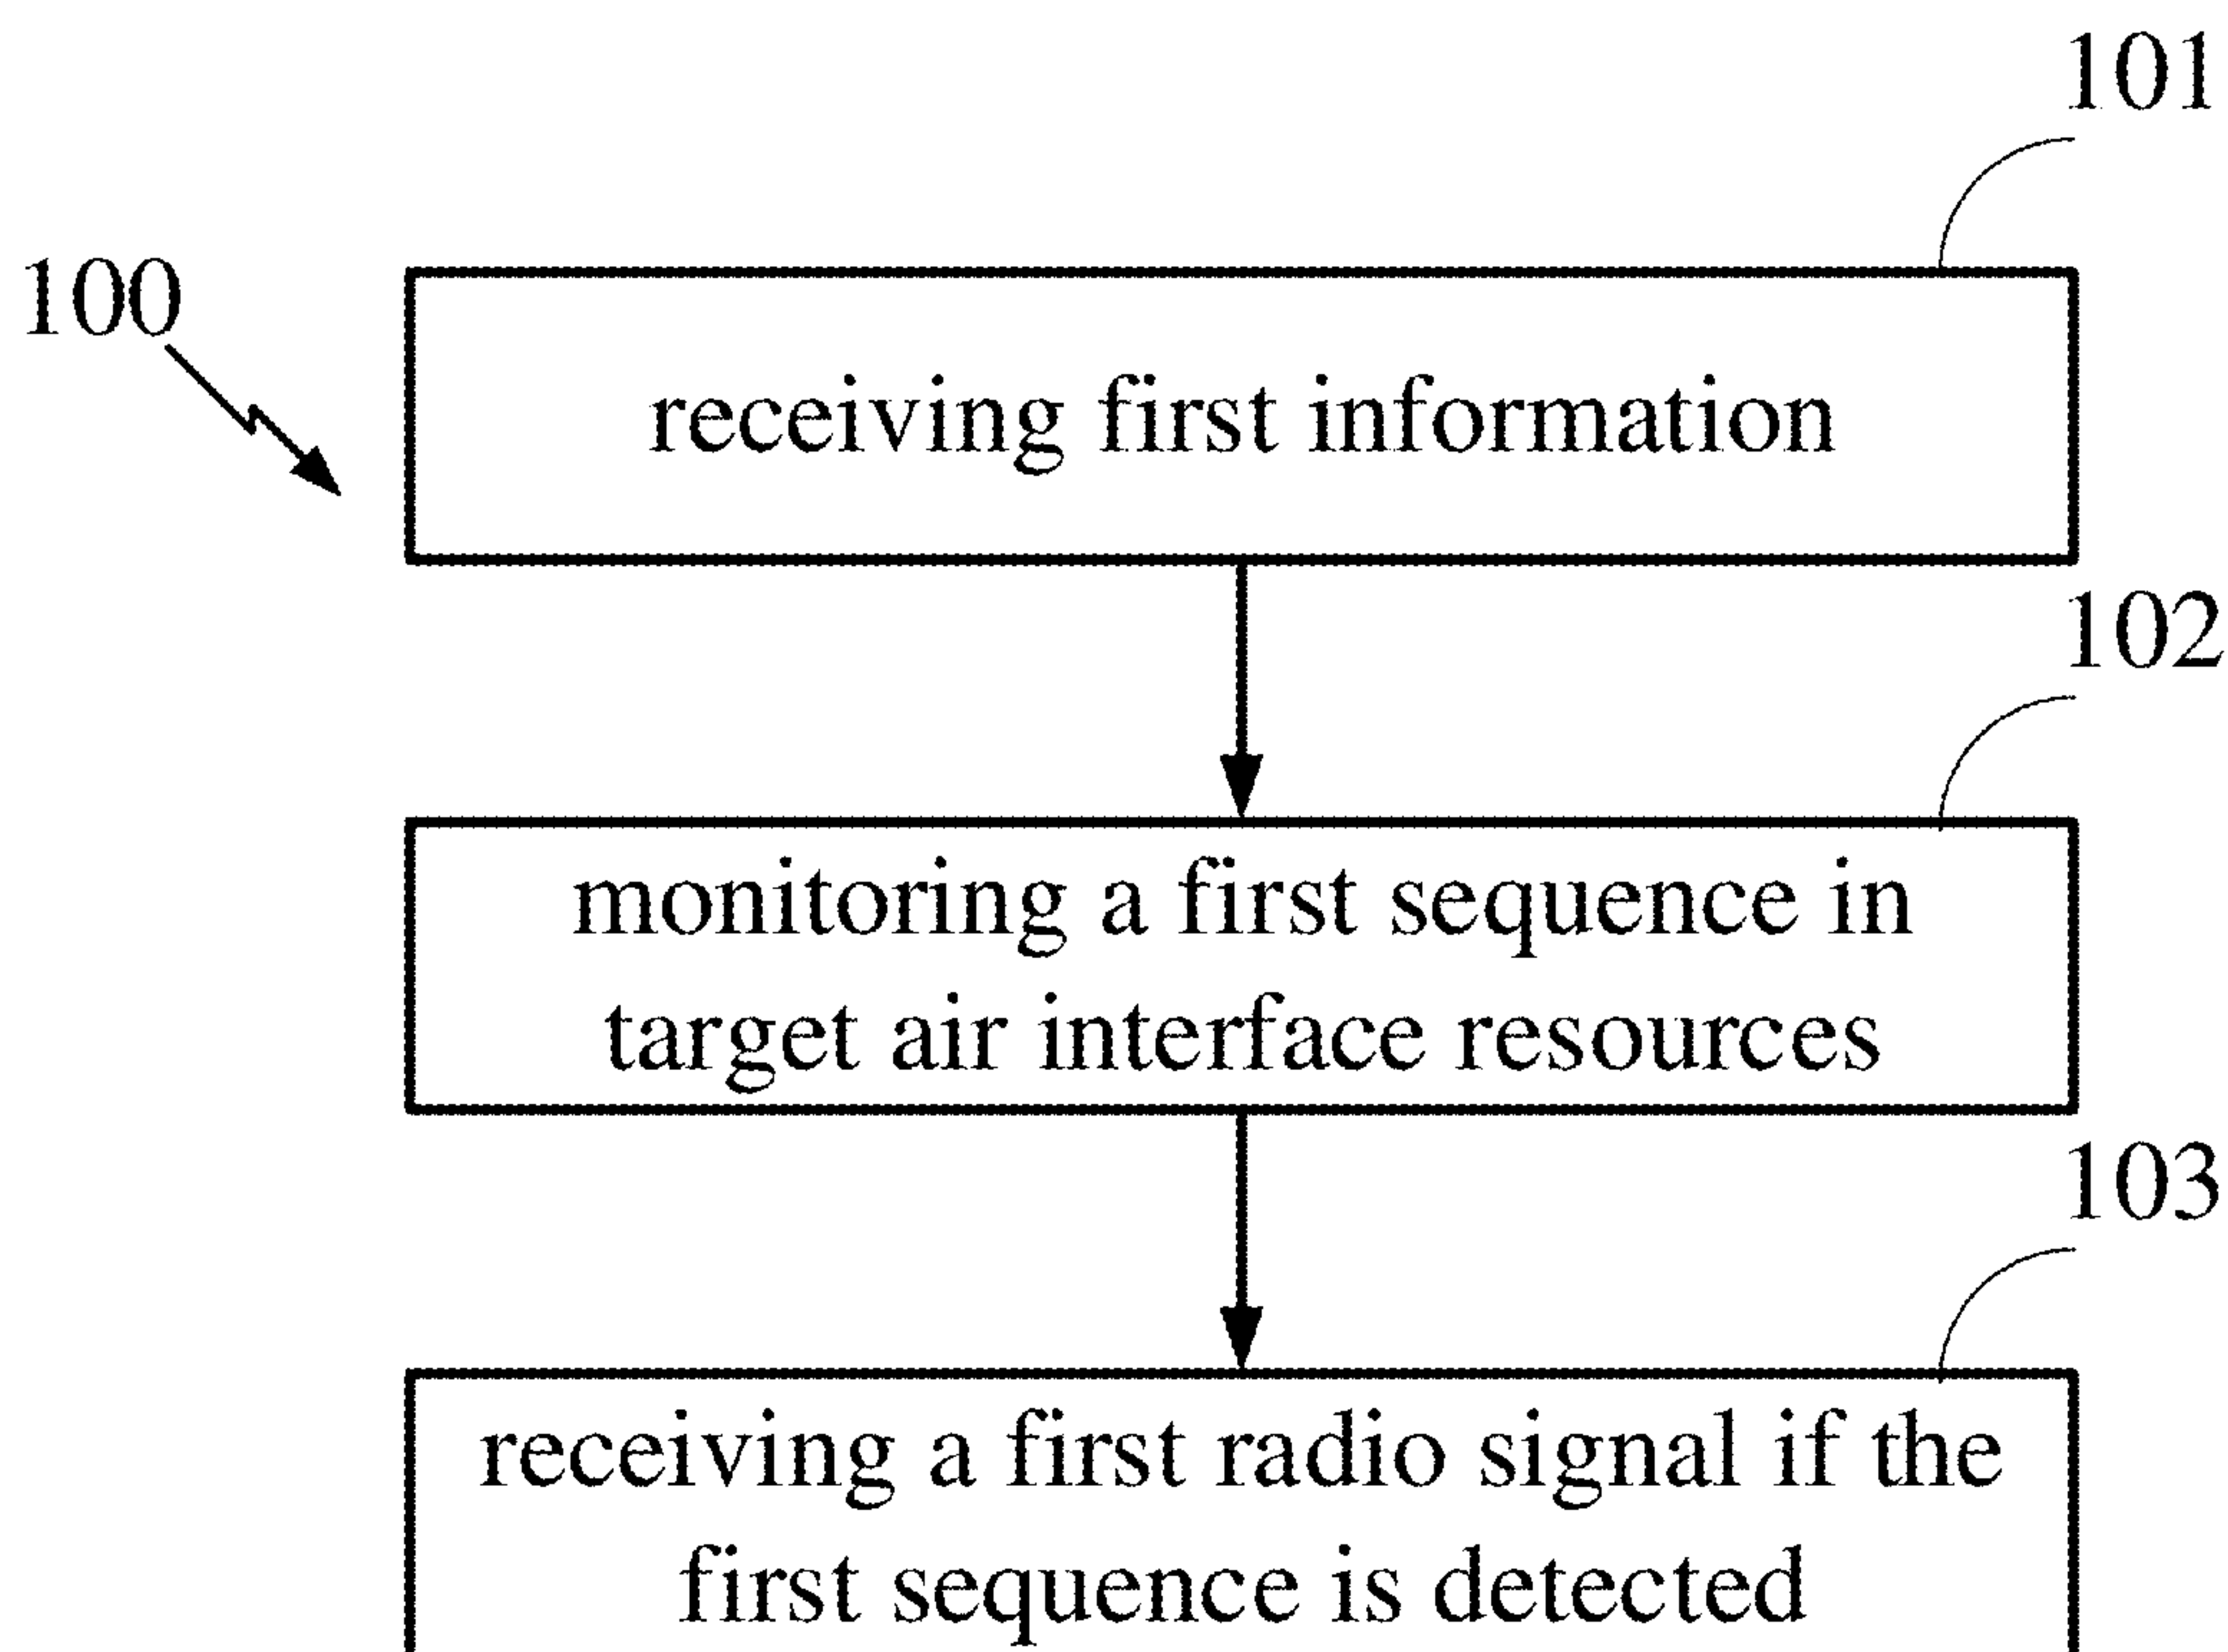 101
100
receiving first information
102
monitoring a first sequence in
target air interface resources
103
receiving a first radio signal if the
first sequence is detected